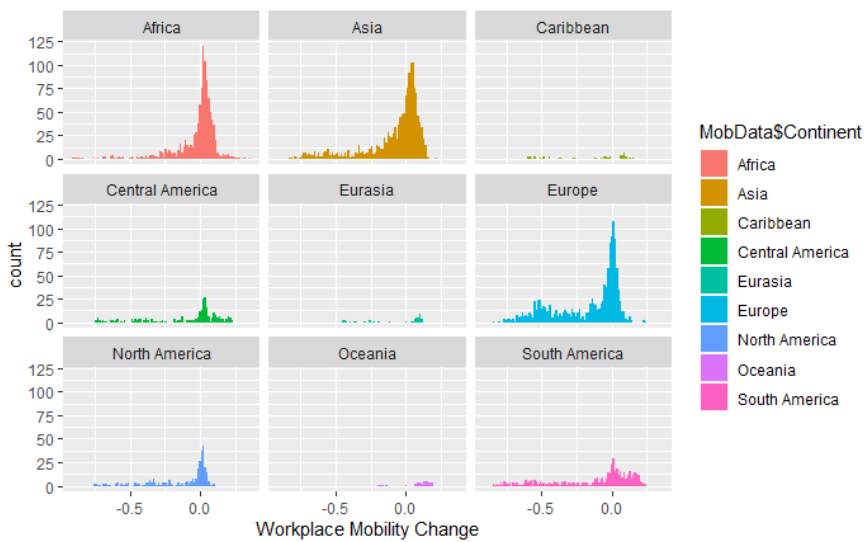 Africa Asia Caribbean
125
100
75
50
25
0
Central America Eurasia Europe
125
100
75
50
25
0
North America Oceania South America
125
100
75
50
25
0
-0.5 0.0 -0.5 0.0 -0.5 0.0
Workplace Mobility Change
count
MobData$Continent
Africa
Asia
Caribbean
Central America
Eurasia
Europe
North America
Oceania
South America